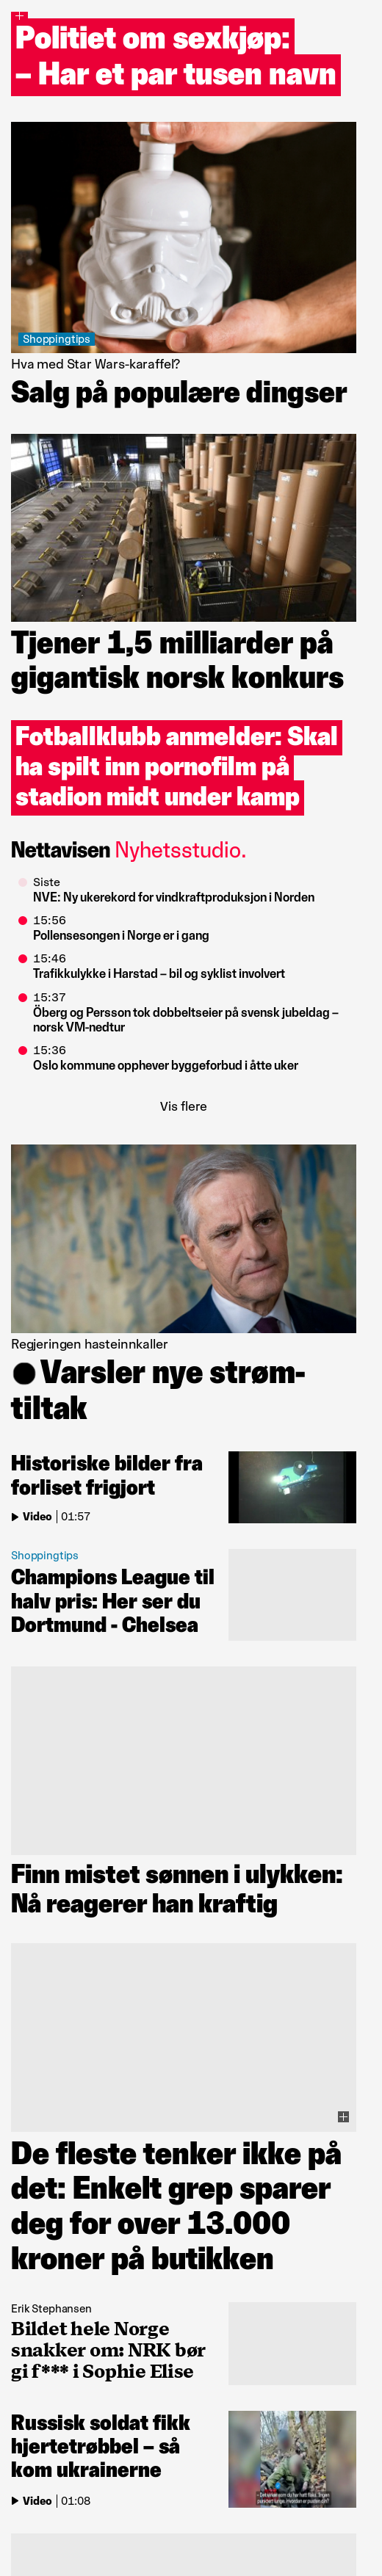 Politiet om sexkjøp:
– Har et par tusen navn
Shoppingtips
Hva med Star Wars-karaffel?
Salg på populære dingser
Tjener 1,5 milliarder på
gigantisk norsk konkurs
Fotballklubb anmelder: Skal
ha spilt inn pornofilm på
stadion midt under kamp
Nettavisen Nyhetsstudio.
Siste
NVE: Ny ukerekord for vindkraftproduksjon i Norden
15:56
Pollensesongen i Norge er i gang
15:46
Trafikkulykke i Harstad – bil og syklist involvert
15:37
Öberg og Persson tok dobbeltseier på svensk jubeldag –
norsk VM-nedtur
15:36
Oslo kommune opphever byggeforbud i åtte uker
Vis flere
Regjeringen hasteinnkaller
Varsler nye strøm-
tiltak
Historiske bilder fra
forliset frigjort
Video | 01:57
Shoppingtips
Champions League til
halv pris: Her ser du
Dortmund - Chelsea
Finn mistet sønnen i ulykken:
Nå reagerer han kraftig
De fleste tenker ikke på
det: Enkelt grep sparer
deg for over 13.000
kroner på butikken
Erik Stephansen
Bildet hele Norge
snakker om: NRK bør
gi f*** i Sophie Elise
Russisk soldat fikk
hjertetrøbbel – så
kom ukrainerne
Video | 01:08